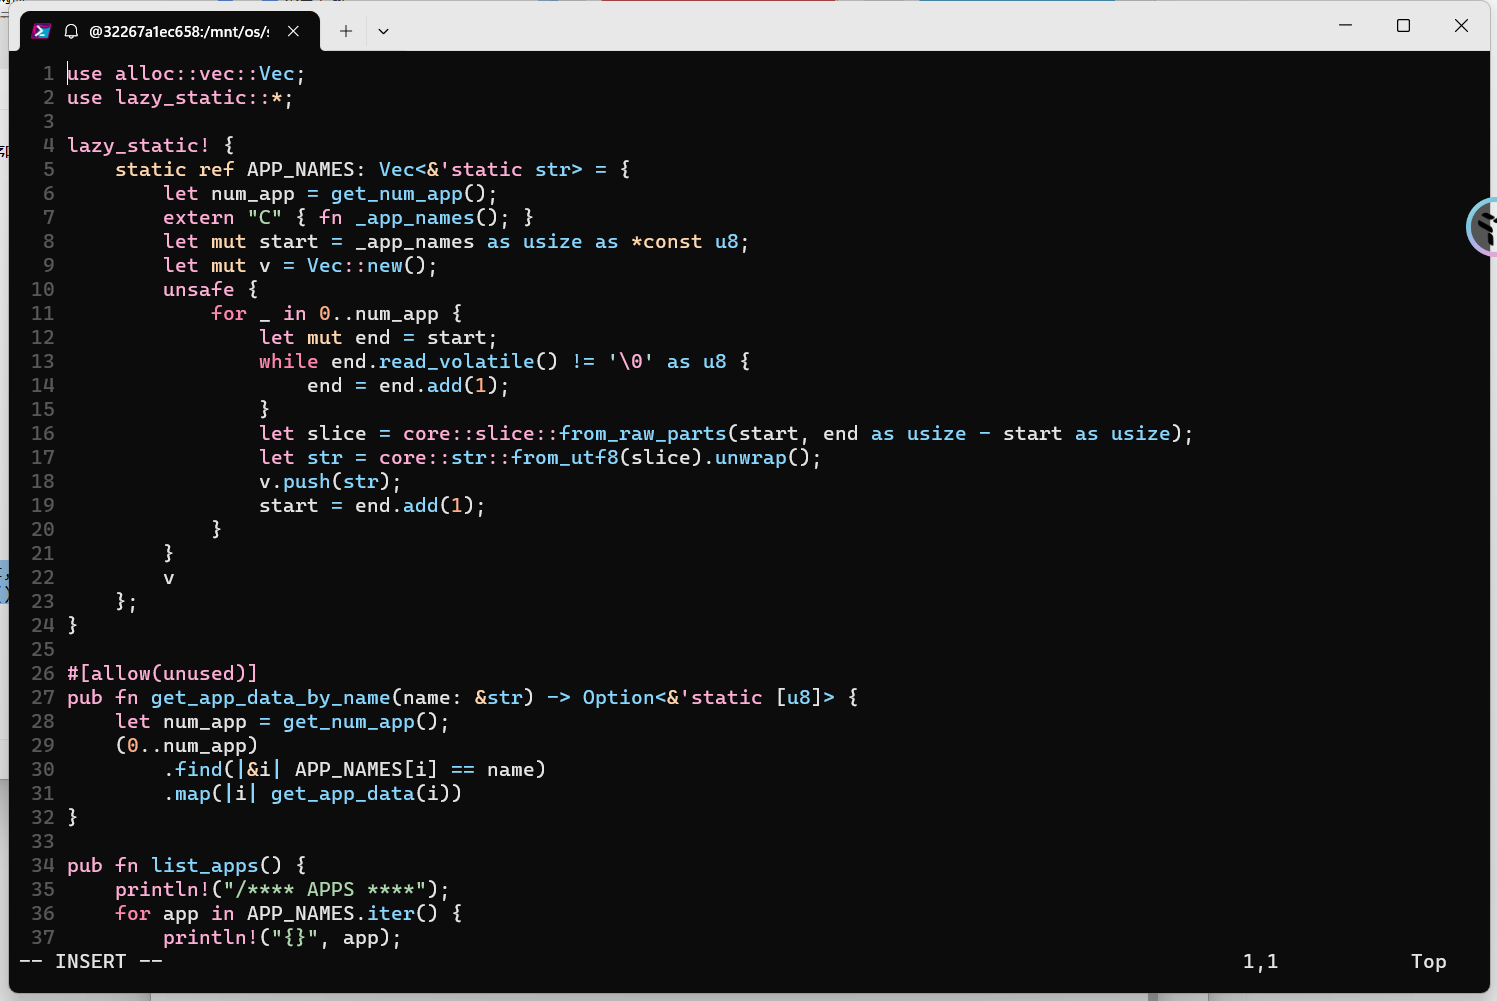 @32267a1ec658:/mnt/os/s
1 use alloc::vec::Vec;
2 use lazy_static::*;
3
4 lazy_static! {
5     static ref APP_NAMES: Vec<&'static str> = {
6         let num_app = get_num_app();
7         extern "C" { fn _app_names(); }
8         let mut start = _app_names as usize as *const u8;
9         let mut v = Vec::new();
10         unsafe {
11             for _ in 0..num_app {
12                 let mut end = start;
13                 while end.read_volatile() != '\0' as u8 {
14                     end = end.add(1);
15                 }
16                 let slice = core::slice::from_raw_parts(start, end as usize - start as usize);
17                 let str = core::str::from_utf8(slice).unwrap();
18                 v.push(str);
19                 start = end.add(1);
20             }
21         }
22         v
23     };
24 }
25
26 #[allow(unused)]
27 pub fn get_app_data_by_name(name: &str) -> Option<&'static [u8]> {
28     let num_app = get_num_app();
29     (0..num_app)
30         .find(|&i| APP_NAMES[i] == name)
31         .map(|i| get_app_data(i))
32 }
33
34 pub fn list_apps() {
35     println!("/**** APPS ****");
36     for app in APP_NAMES.iter() {
37         println!("{}", app);
-- INSERT -- 1,1 Top